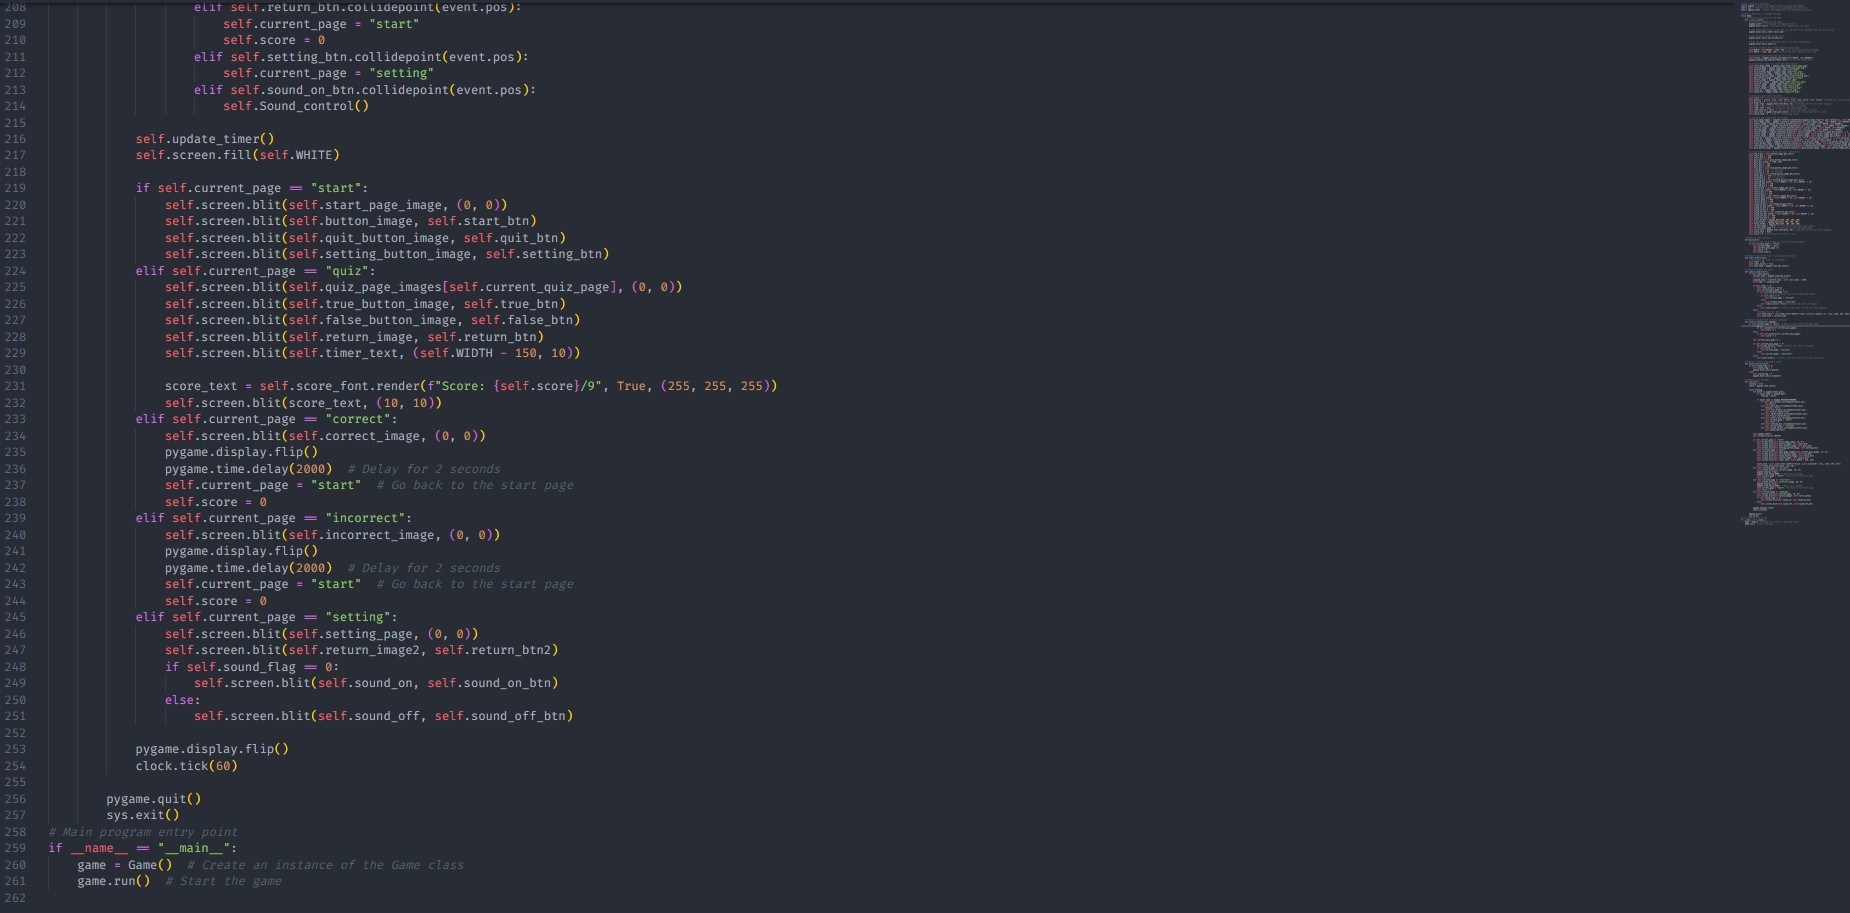 208 elif self.return_btn.collidepoint(event.pos):
209 self.current_page = "start"
210 self.score = 0
211 elif self.setting_btn.collidepoint(event.pos):
212 self.current_page = "setting"
213 elif self.sound_on_btn.collidepoint(event.pos):
214 self.Sound_control()
215
216 self.update_timer()
217 self.screen.fill(self.WHITE)
218
219 if self.current_page == "start":
220 self.screen.blit(self.start_page_image, (0, 0))
221 self.screen.blit(self.button_image, self.start_btn)
222 self.screen.blit(self.quit_button_image, self.quit_btn)
223 self.screen.blit(self.setting_button_image, self.setting_btn)
224 elif self.current_page == "quiz":
225 self.screen.blit(self.quiz_page_images[self.current_quiz_page], (0, 0))
226 self.screen.blit(self.true_button_image, self.true_btn)
227 self.screen.blit(self.false_button_image, self.false_btn)
228 self.screen.blit(self.return_image, self.return_btn)
229 self.screen.blit(self.timer_text, (self.WIDTH - 150, 10))
230
231 score_text = self.score_font.render(f"Score: {self.score}/9", True, (255, 255, 255))
232 self.screen.blit(score_text, (10, 10))
233 elif self.current_page == "correct":
234 self.screen.blit(self.correct_image, (0, 0))
235 pygame.display.flip()
236 pygame.time.delay(2000) # Delay for 2 seconds
237 self.current_page = "start" # Go back to the start page
238 self.score = 0
239 elif self.current_page == "incorrect":
240 self.screen.blit(self.incorrect_image, (0, 0))
241 pygame.display.flip()
242 pygame.time.delay(2000) # Delay for 2 seconds
243 self.current_page = "start" # Go back to the start page
244 self.score = 0
245 elif self.current_page == "setting":
246 self.screen.blit(self.setting_page, (0, 0))
247 self.screen.blit(self.return_image2, self.return_btn2)
248 if self.sound_flag == 0:
249 self.screen.blit(self.sound_on, self.sound_on_btn)
250 else:
251 self.screen.blit(self.sound_off, self.sound_off_btn)
252
253 pygame.display.flip()
254 clock.tick(60)
255
256 pygame.quit()
257 sys.exit()
258 # Main program entry point
259 if __name__ == "__main__":
260 game = Game() # Create an instance of the Game class
261 game.run() # Start the game
262